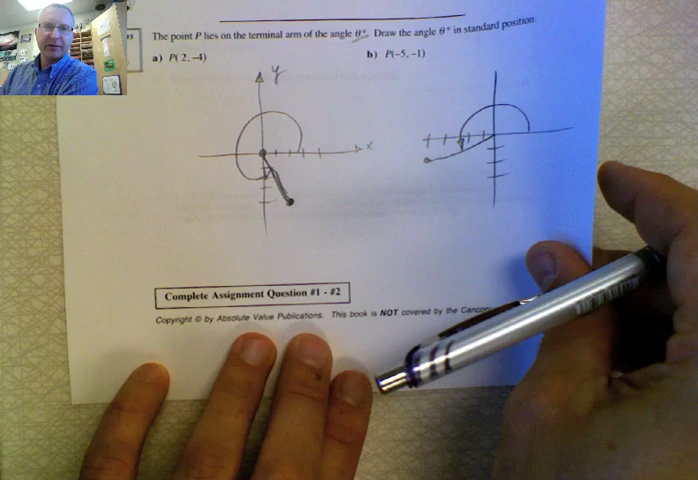 The point P lies on the terminal arm of the angle θ°. Draw the angle θ° in standard position.
a) P(2, –4)
b) P(–5, –1)
y
x
Complete Assignment Question #1 - #2
Copyright © by Absolute Value Publications. This book is NOT covered by the